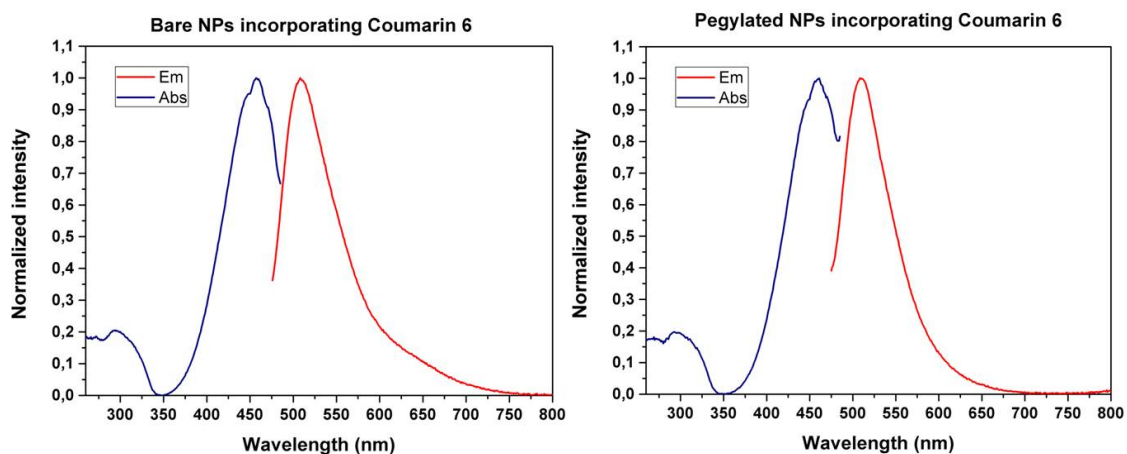 Bare NPs incorporating Coumarin 6
1,1
1,0
0,9
0,8
0,7
0,6
0,5
0,4
0,3
0,2
0,1
0,0
Normalized intensity
Em
Abs
300 350 400 450 500 550 600 650 700 750 800
Wavelength (nm)
Pegylated NPs incorporating Coumarin 6
1,1
1,0
0,9
0,8
0,7
0,6
0,5
0,4
0,3
0,2
0,1
0,0
Normalized intensity
Em
Abs
300 350 400 450 500 550 600 650 700 750 800
Wavelength (nm)